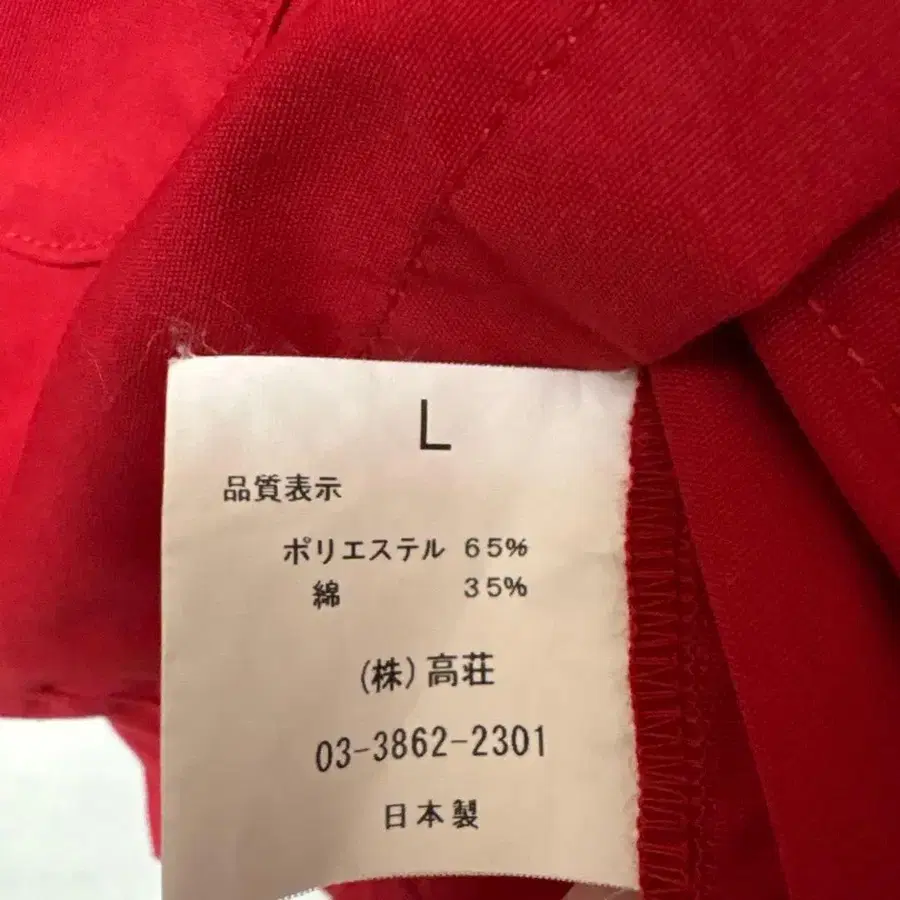 L
品質表示
ポリエステル 65%
綿 35%
(株)高荘
03-3862-2301
日本製